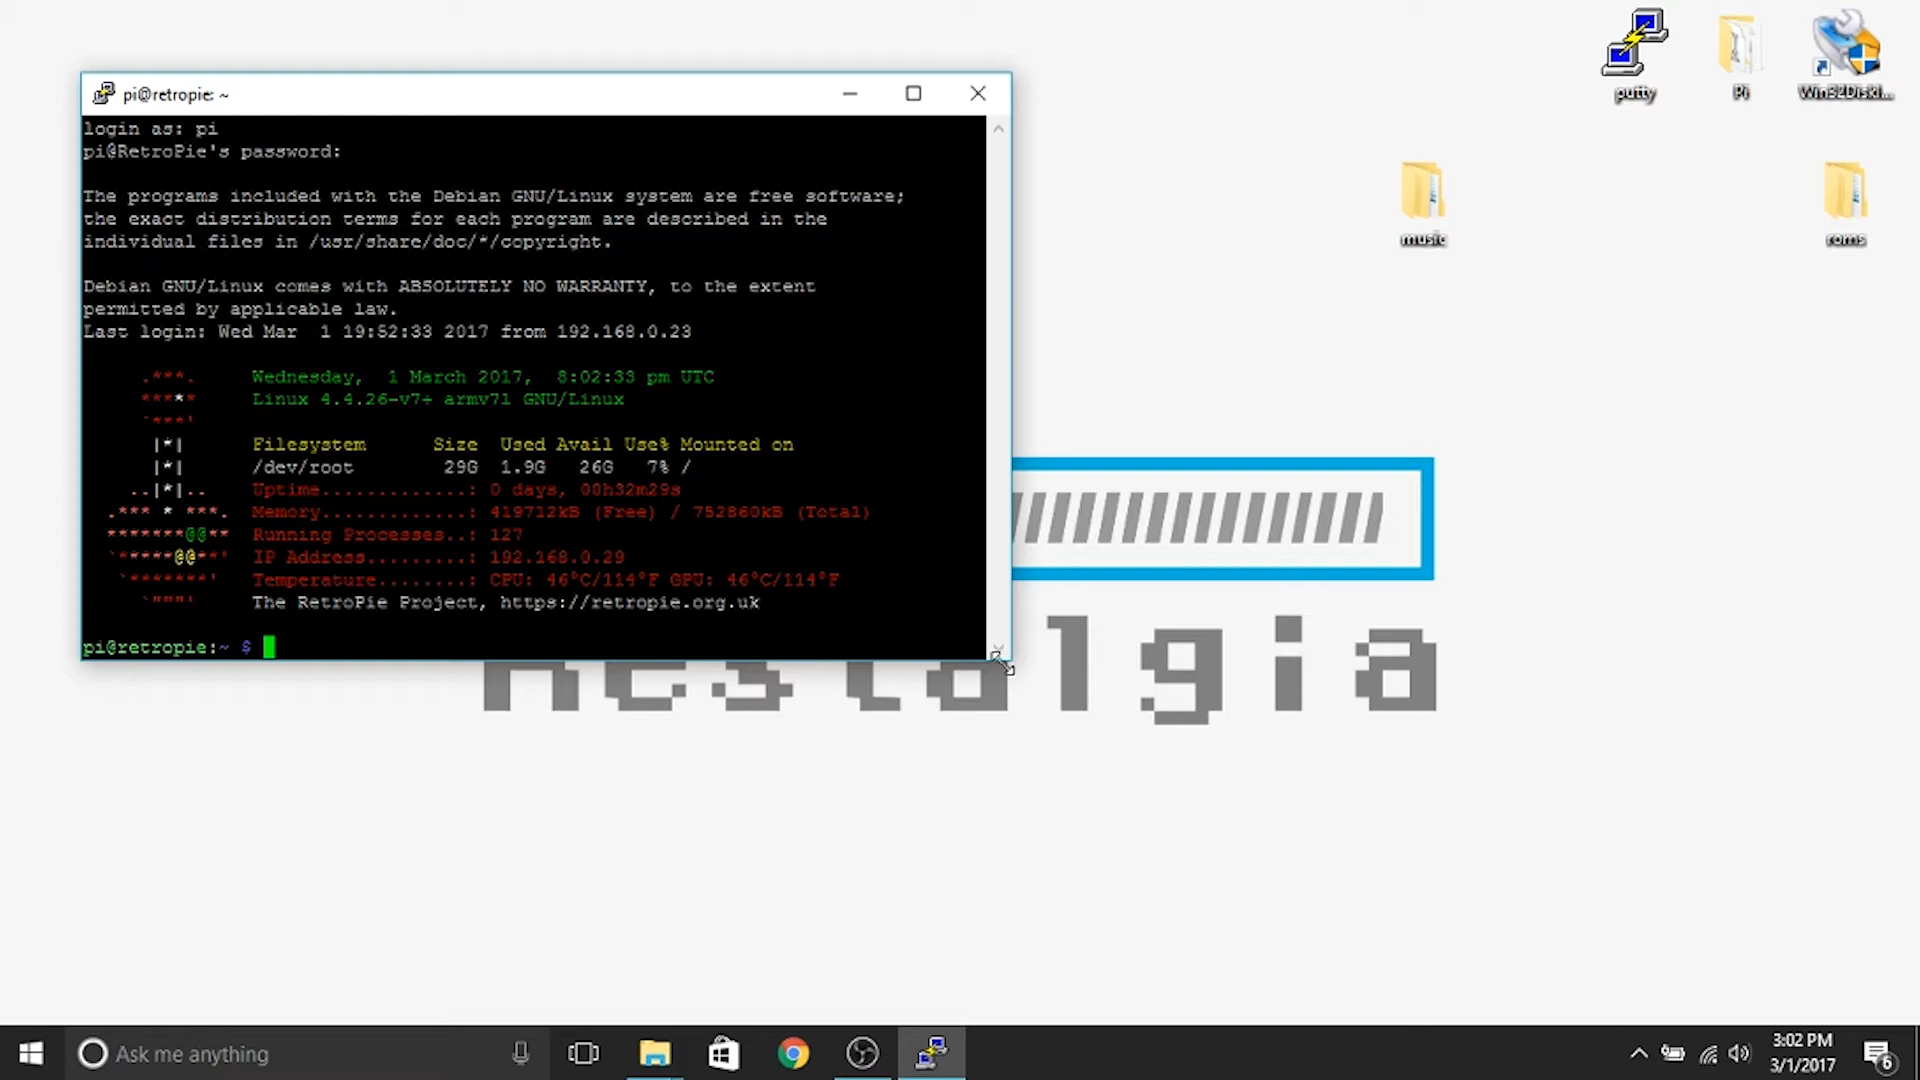 putty
Pi
Win32Diski...
music
roms
pi@retropie: ~
login as: pi
pi@RetroPie's password:
The programs included with the Debian GNU/Linux system are free software;
the exact distribution terms for each program are described in the
individual files in /usr/share/doc/*/copyright.
Debian GNU/Linux comes with ABSOLUTELY NO WARRANTY, to the extent
permitted by applicable law.
Last login: Wed Mar  1 19:52:33 2017 from 192.168.0.23
Wednesday,  1 March 2017,  8:02:33 pm UTC
Linux 4.4.26-v7+ armv7l GNU/Linux
Filesystem      Size  Used Avail Use% Mounted on
/dev/root        29G  1.9G   26G   7% /
Uptime.............: 0 days, 00h32m29s
Memory.............: 419712kB (Free) / 752860kB (Total)
Running Processes..: 127
IP Address.........: 192.168.0.29
Temperature........: CPU: 46°C/114°F GPU: 46°C/114°F
The RetroPie Project, https://retropie.org.uk
pi@retropie:~ $
nestalgia
Ask me anything
3:02 PM
3/1/2017
6